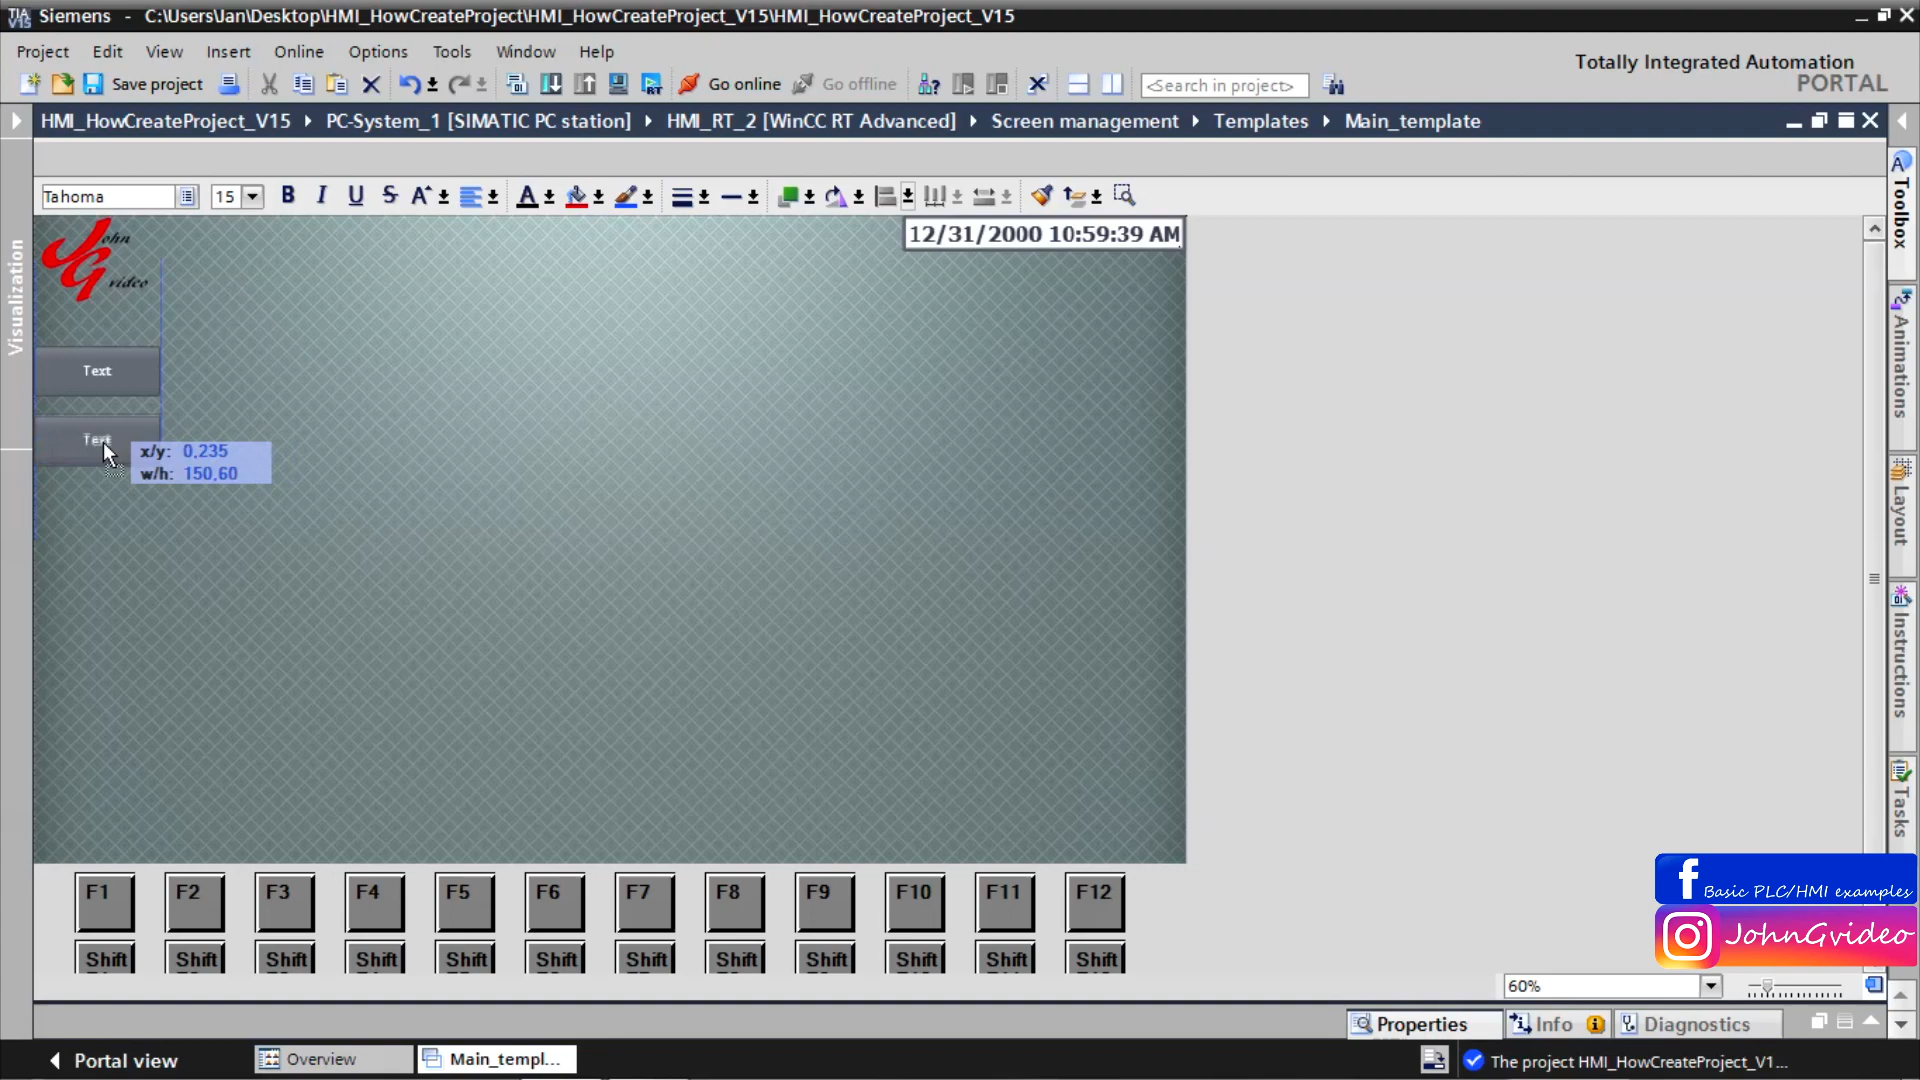 Siemens - C:\Users\Jan\Desktop\HMI_HowCreateProject\HMI_HowCreateProject_V15\HMI_HowCreateProject_V15
Project Edit View Insert Online Options Tools Window Help
Totally Integrated Automation
PORTAL
Save project Go online Go offline <Search in project>
HMI_HowCreateProject_V15 PC-System_1 [SIMATIC PC station] HMI_RT_2 [WinCC RT Advanced] Screen management Templates Main_template
Tahoma 15 B I U S A
12/31/2000 10:59:39 AM
John
G video
Text
Text
x/y: 0,235
w/h: 150,60
Visualization
Toolbox
Animations
Layout
Instructions
Tasks
F1 F2 F3 F4 F5 F6 F7 F8 F9 F10 F11 F12
Shift Shift Shift Shift Shift Shift Shift Shift Shift Shift Shift Shift
Basic PLC/HMI examples
JohnGvideo
60%
Properties Info Diagnostics
Portal view Overview Main_templ... The project HMI_HowCreateProject_V1...